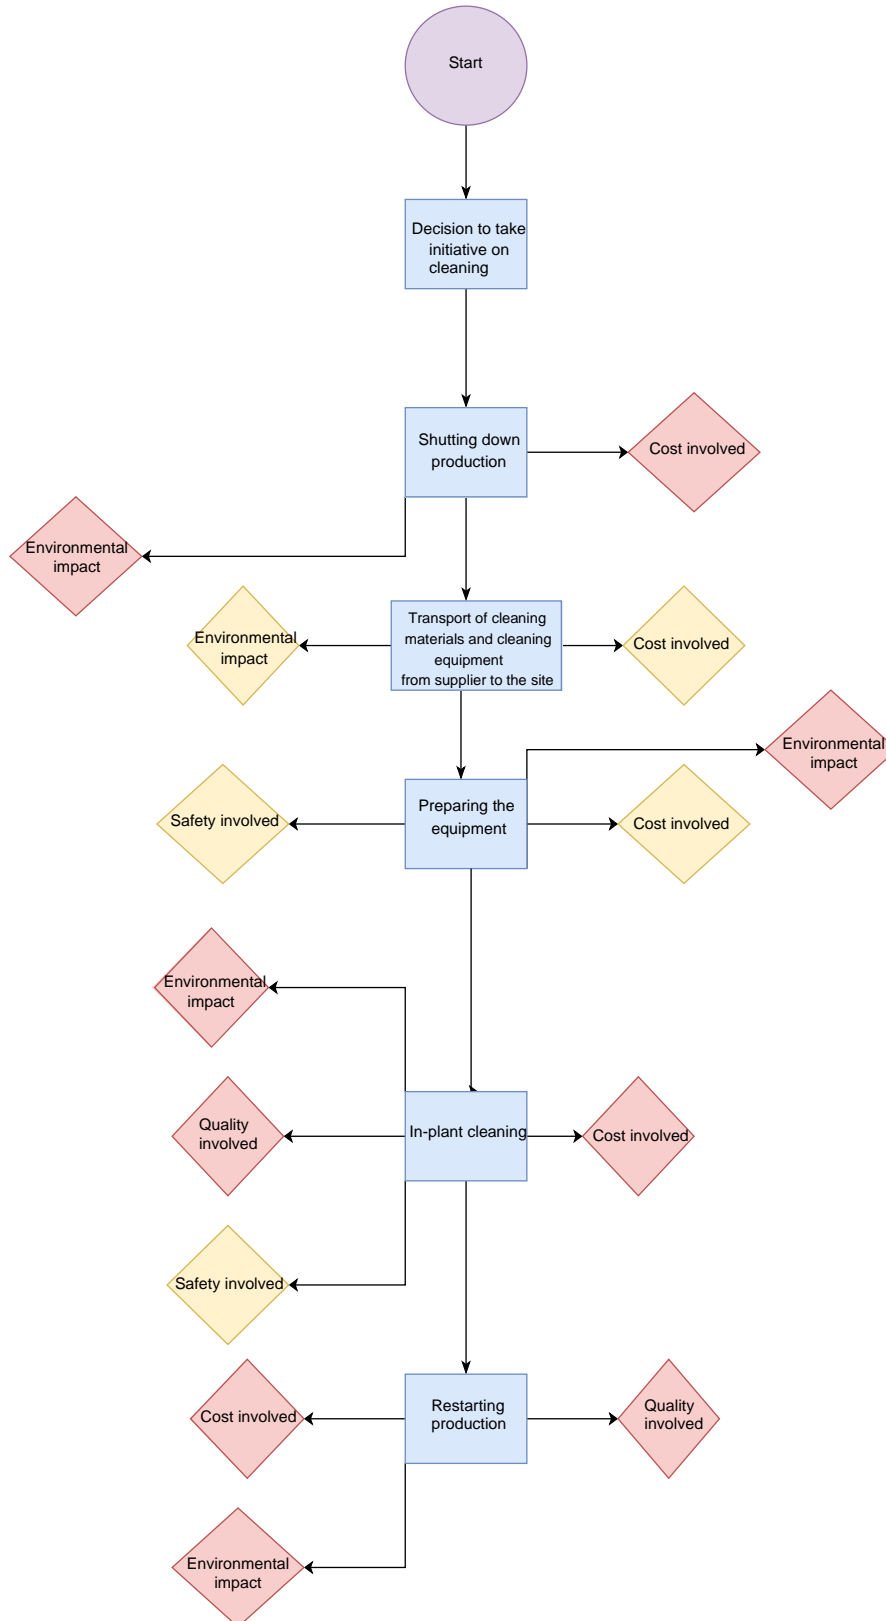 Start
Decision to take
initiative on
cleaning
Shutting down
production
Cost involved
Environmental
impact
Transport of cleaning
materials and cleaning
equipment
from supplier to the site
Environmental
impact
Cost involved
Environmental
impact
Preparing the
equipment
Safety involved
Cost involved
Environmental
impact
In-plant cleaning
Quality
involved
Cost involved
Safety involved
Restarting
production
Cost involved
Quality
involved
Environmental
impact